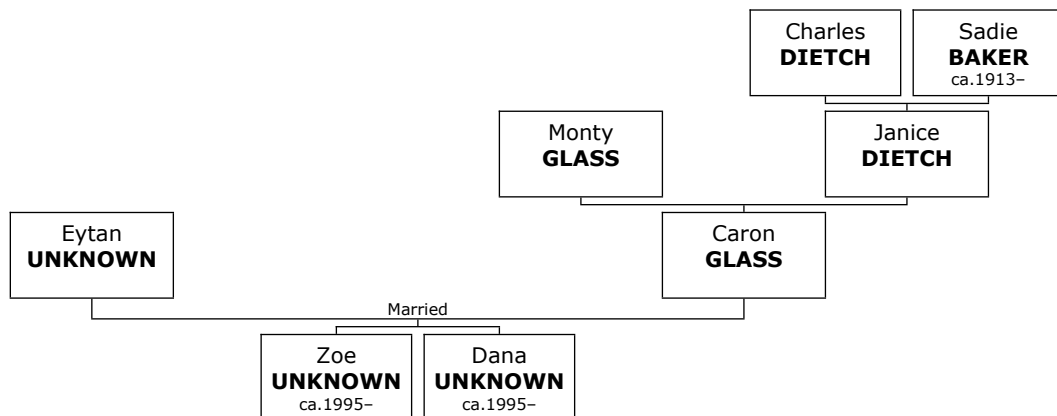 Charles
DIETCH
Sadie
BAKER
ca.1913–
Monty
GLASS
Janice
DIETCH
Eytan
UNKNOWN
Caron
GLASS
Married
Zoe
UNKNOWN
ca.1995–
Dana
UNKNOWN
ca.1995–